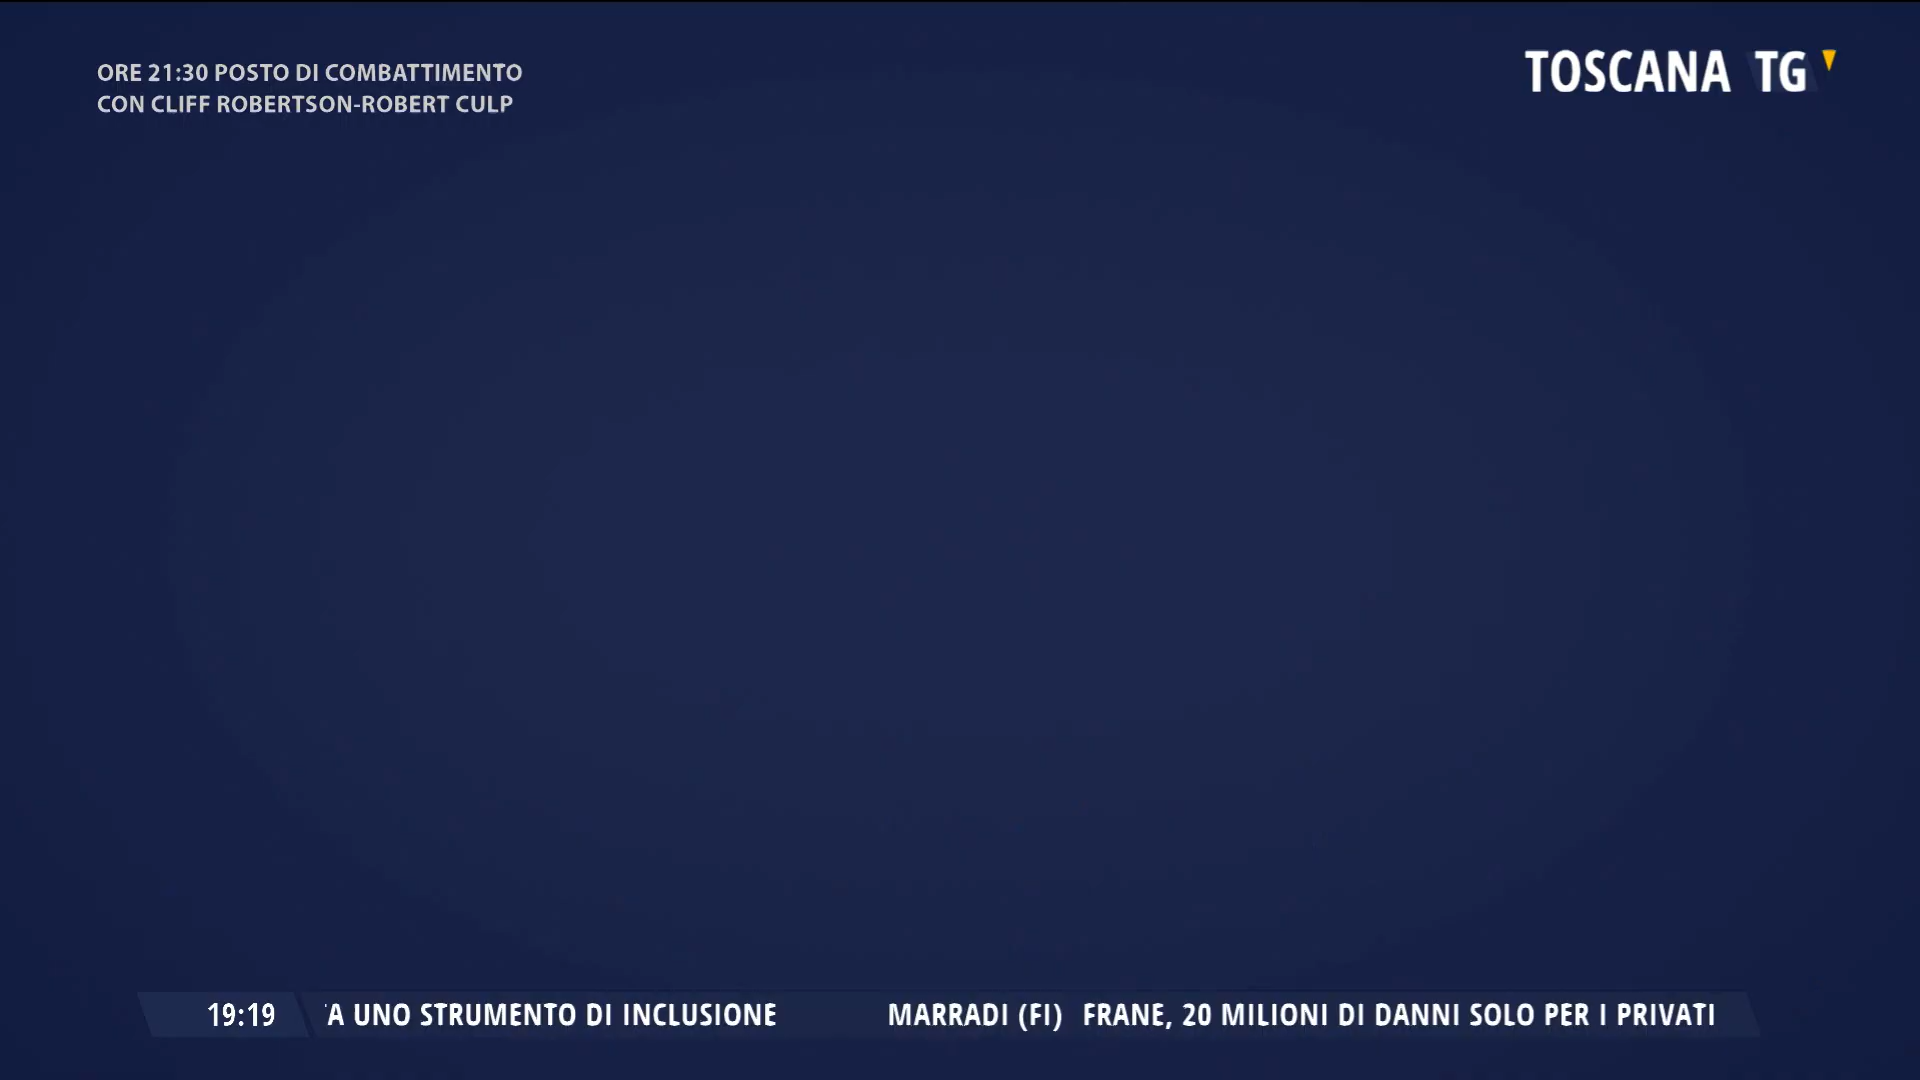 ORE 21:30 POSTO DI COMBATTIMENTO
CON CLIFF ROBERTSON-ROBERT CULP
TOSCANA TG
19:19
A UNO STRUMENTO DI INCLUSIONE MARRADI (FI) FRANE, 20 MILIONI DI DANNI SOLO PER I PRIVATI